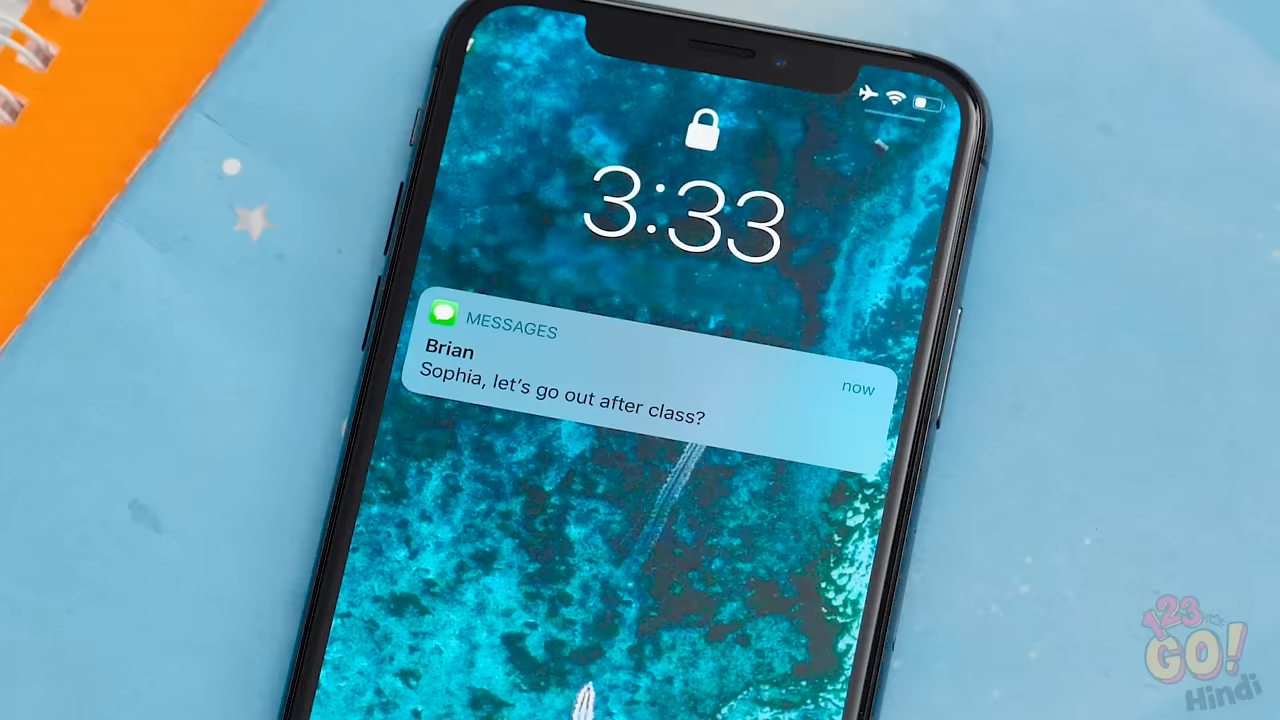 3:33
MESSAGES
now
Brian
Sophia, let's go out after class?
123
GO!
Hindi